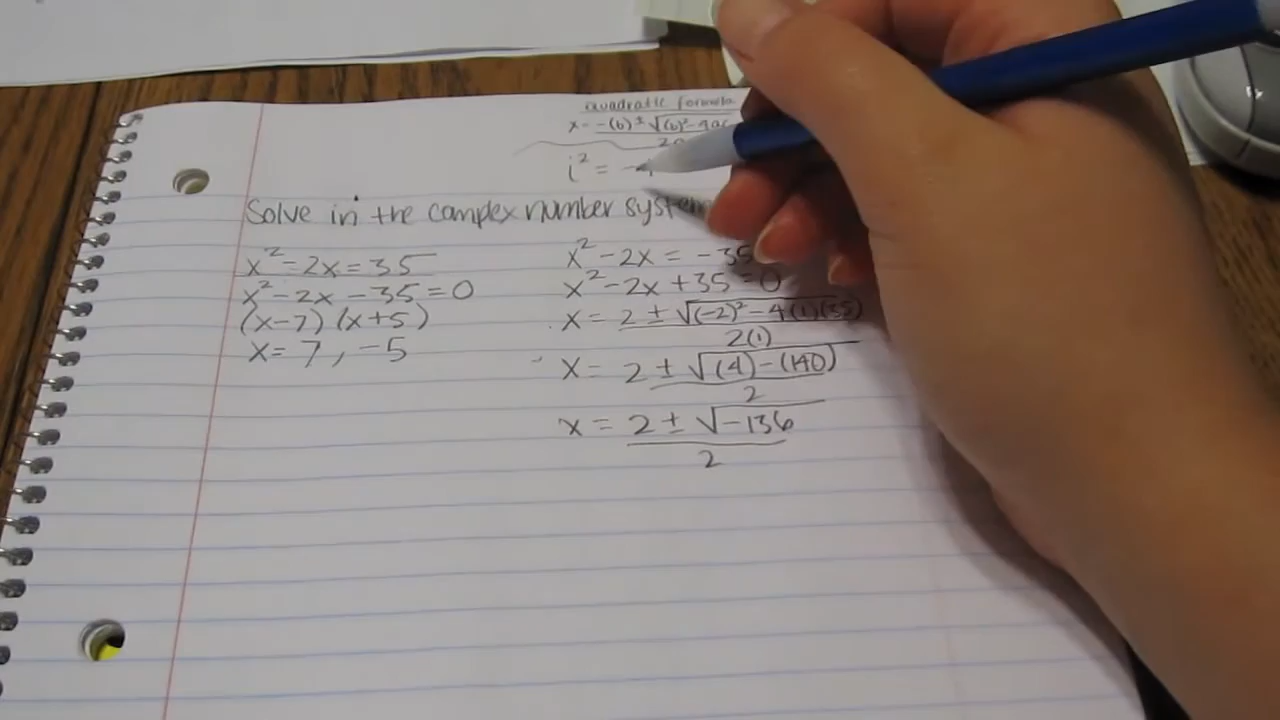 quadratic formula
x = -(b) ± √(b)² - 4ac
i² =
Solve in the complex number system
x² - 2x = 35
x² - 2x - 35 = 0
(x-7) (x+5)
x = 7, -5
x² - 2x = -35
x² - 2x + 35 = 0
x = 2 ± √(-2)² - 4(1)(35)
2(1)
x = 2 ± √(4) - (140)
2
x = 2 ± √-136
2